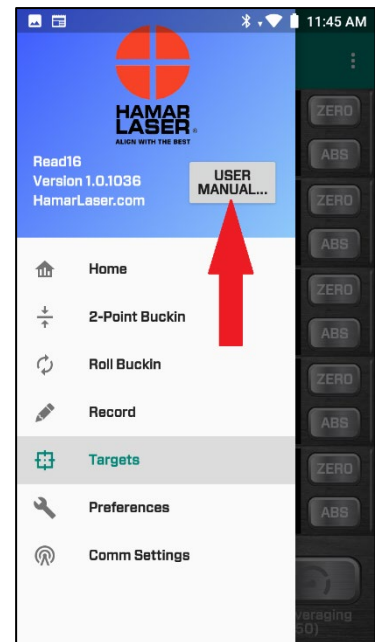 11:45 AM
HAMAR
LASER®
ALIGN WITH THE BEST
Read16
Version 1.0.1036
HamarLaser.com
USER
MANUAL...
Home
2-Point Buckin
Roll Buckin
Record
Targets
Preferences
Comm Settings
ZERO
ABS
ZERO
ABS
ZERO
ABS
ZERO
ABS
ZERO
ABS
veraging
50)